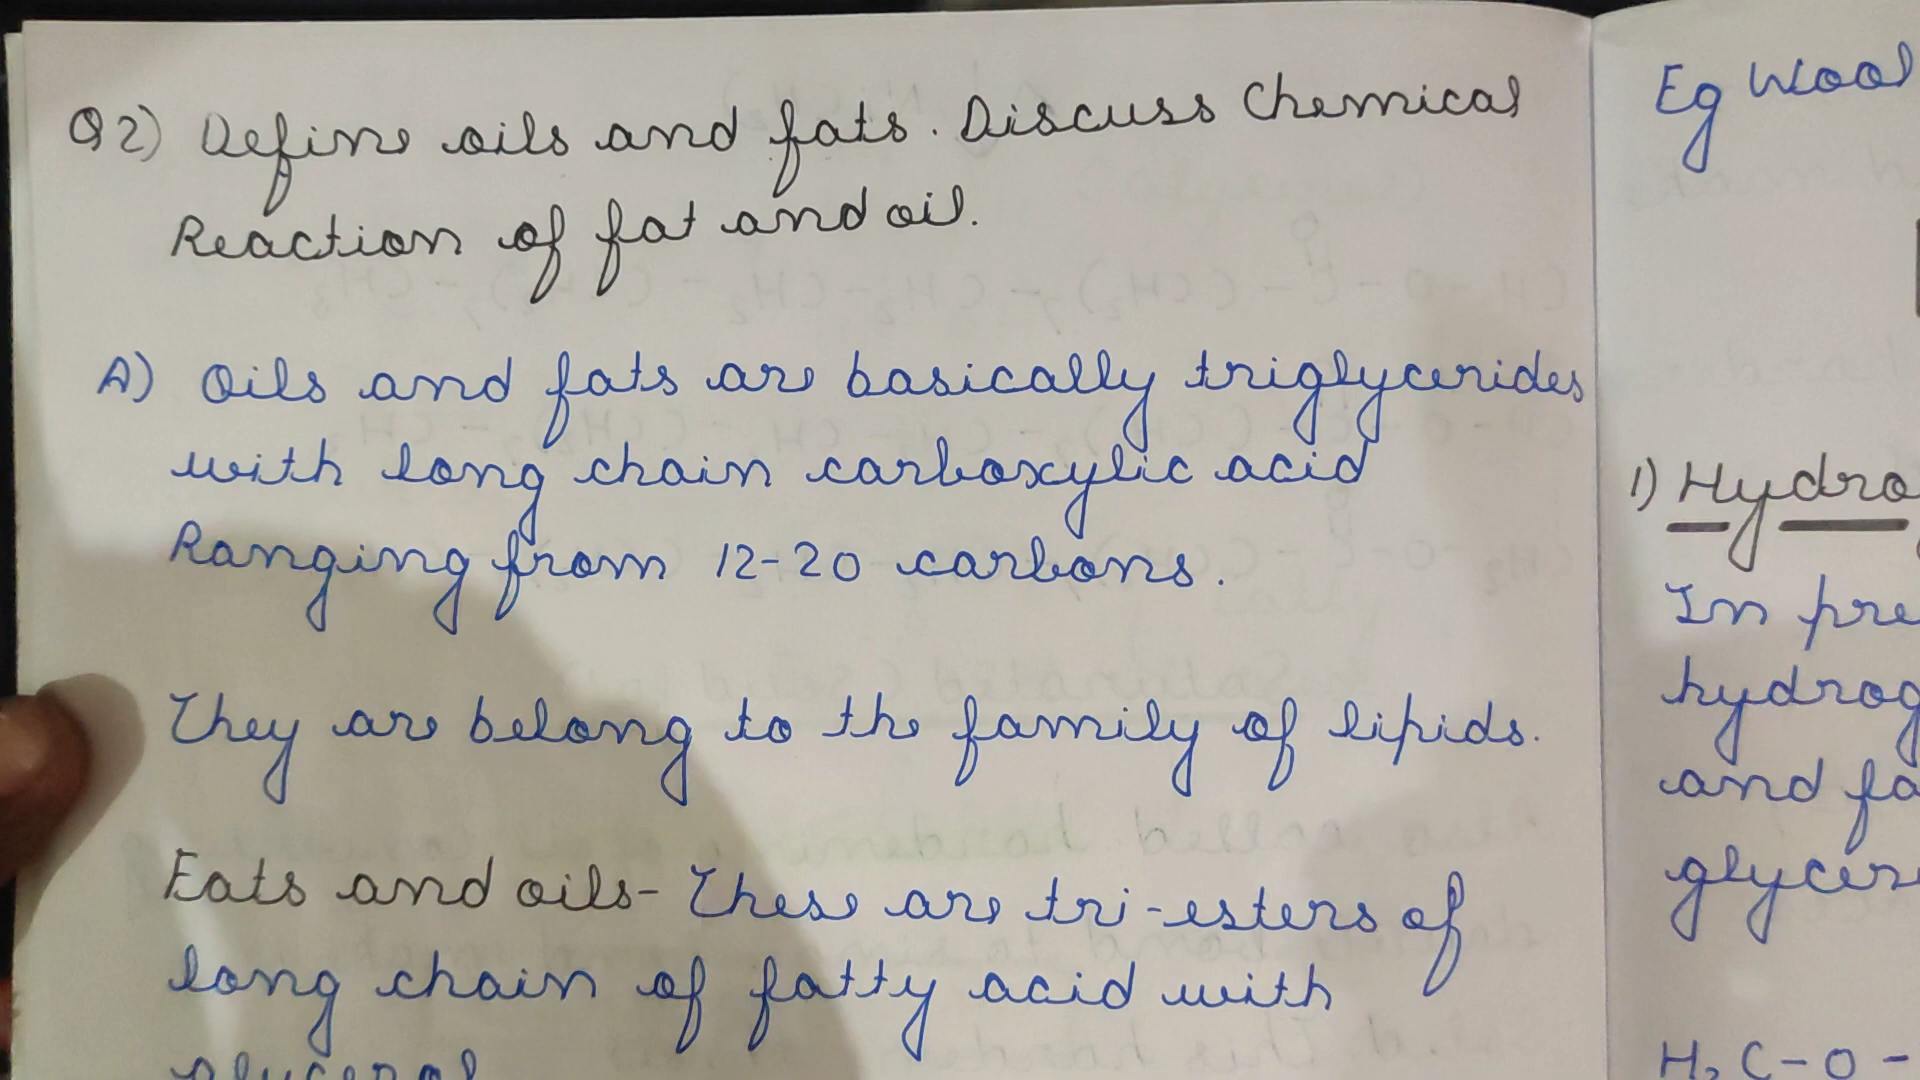 Q2) Define oils and fats. Discuss Chemical
Reaction of fat and oil.
A) Oils and fats are basically triglycerides
with long chain carboxylic acid
Ranging from 12-20 carbons.
They are belong to the family of lipids.
Fats and oils- These are tri-esters of
long chain of fatty acid with
glycerol
Eg Wool
1) Hydro
In pre
hydrog
and fa
glycer
H₂C-O-